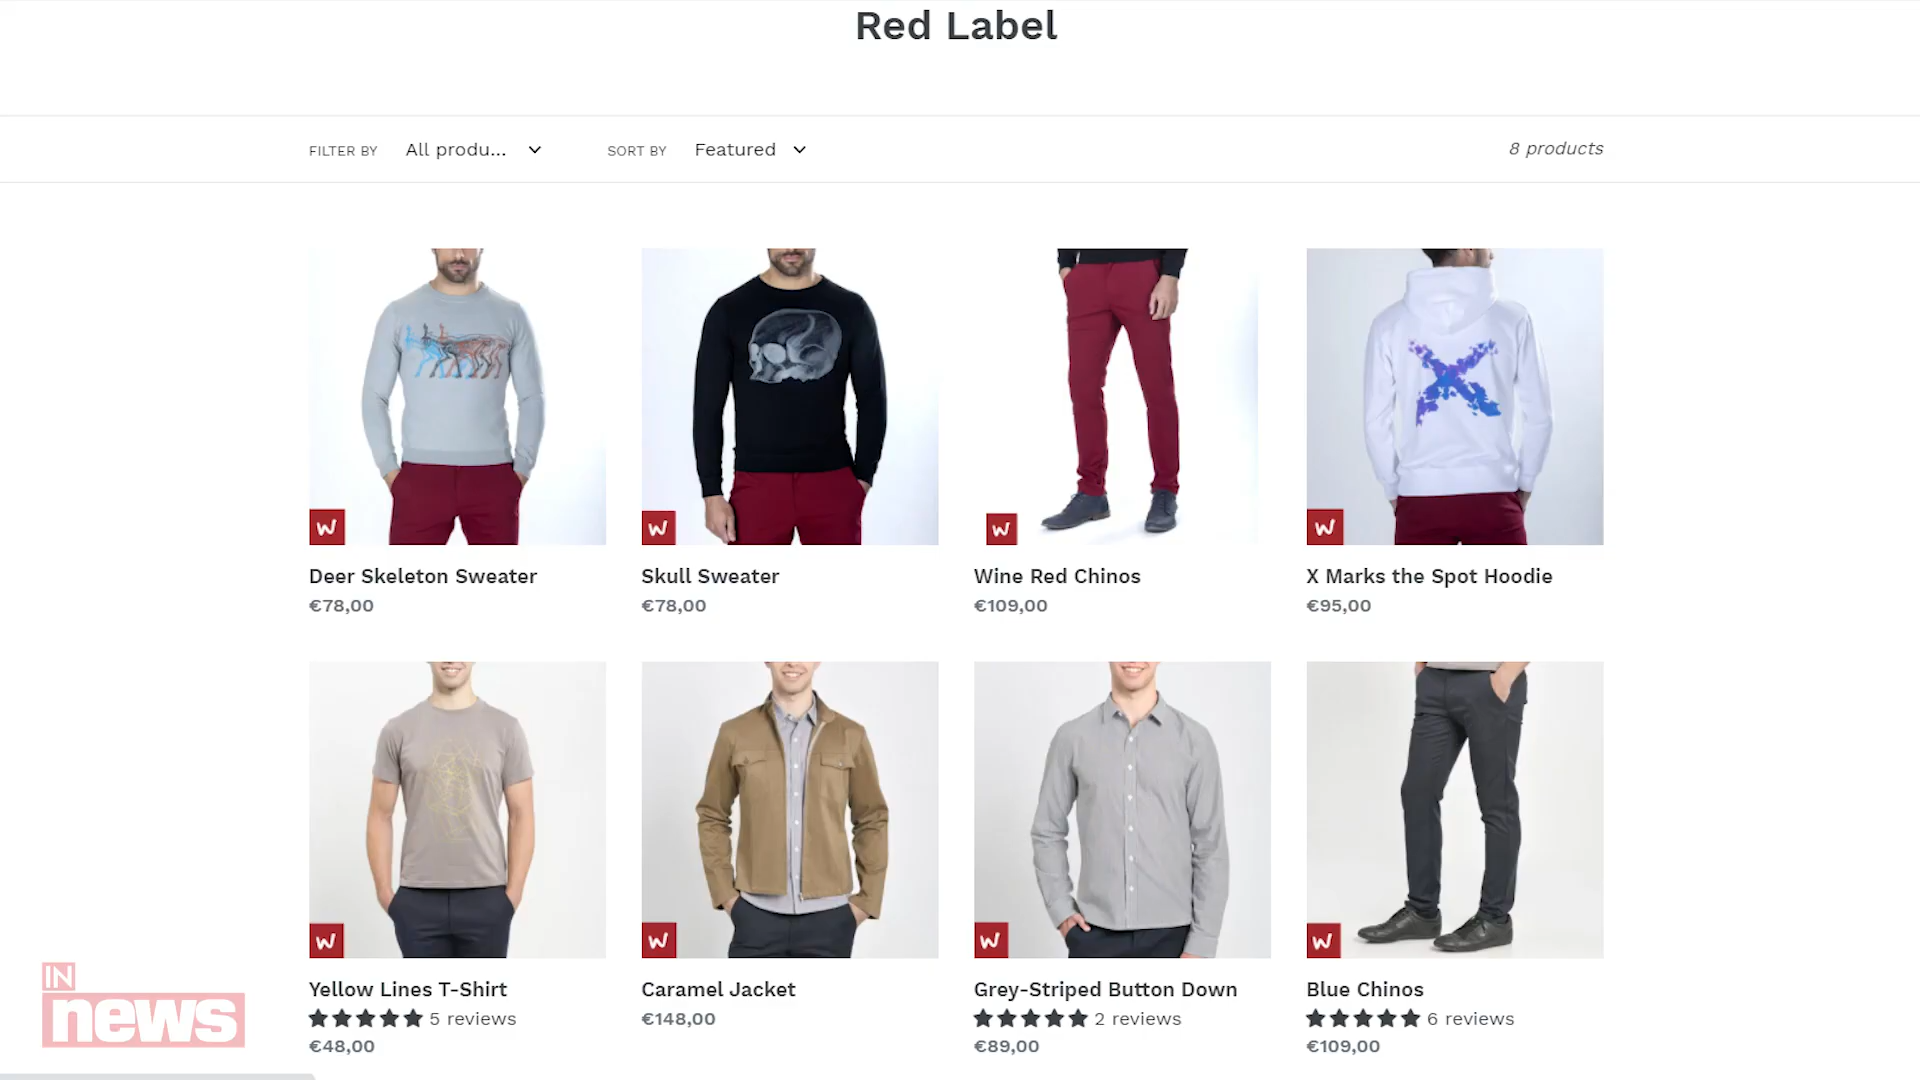 Red Label
FILTER BY All produ... SORT BY Featured 8 products
W W W W
Deer Skeleton Sweater Skull Sweater Wine Red Chinos X Marks the Spot Hoodie
€78,00 €78,00 €109,00 €95,00
W W W W
Yellow Lines T-Shirt Caramel Jacket Grey-Striped Button Down Blue Chinos
5 reviews €148,00 2 reviews 6 reviews
€48,00 €89,00 €109,00
IN
news